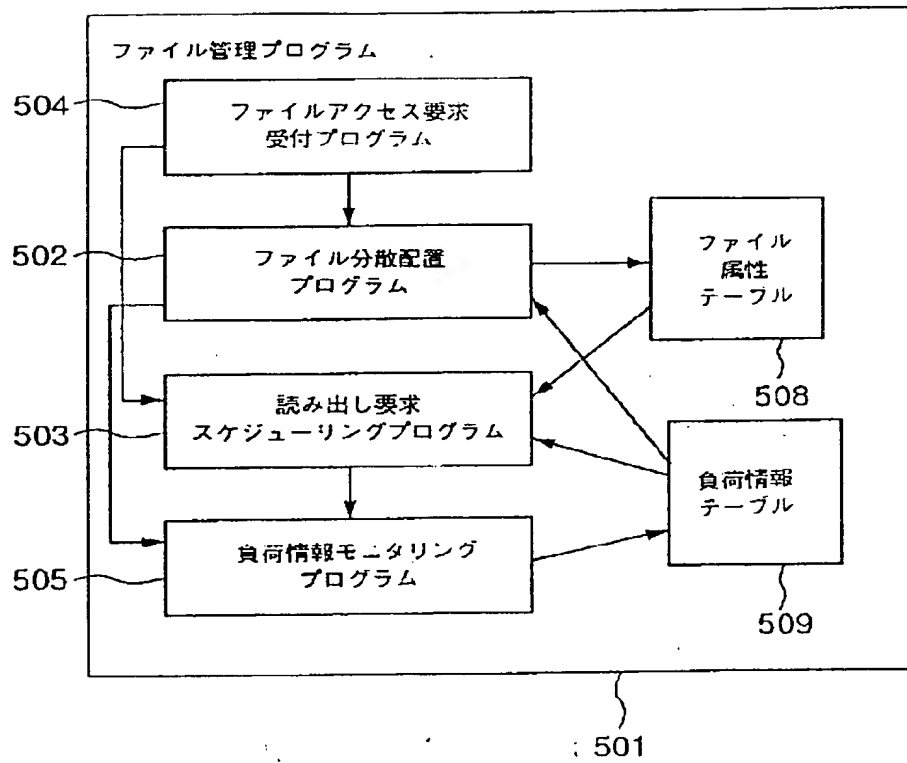 ファイル管理プログラム
504
ファイルアクセス要求
受付プログラム
502
ファイル分散配置
プログラム
ファイル
属性
テーブル
508
503
読み出し要求
スケジューリングプログラム
負荷情報
テーブル
509
505
負荷情報モニタリング
プログラム
501